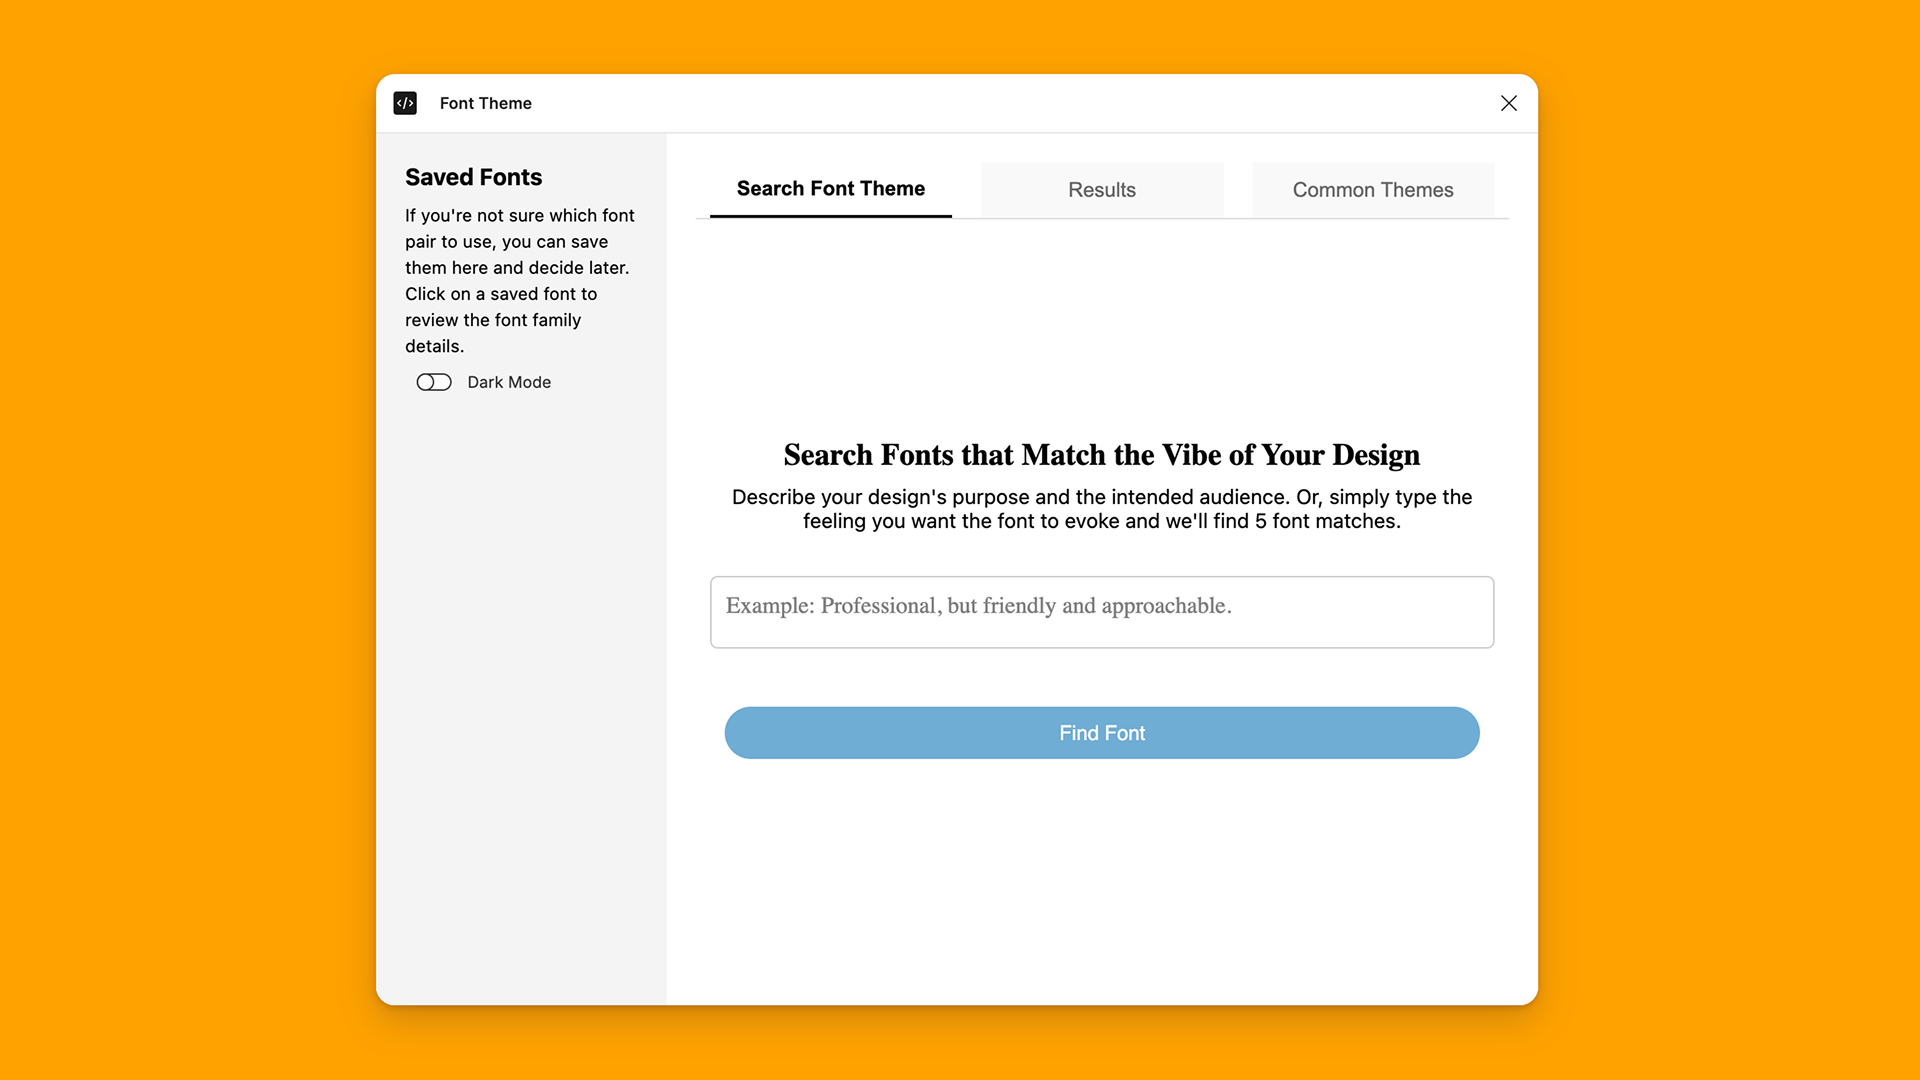 </> Font Theme
Saved Fonts
If you're not sure which font
pair to use, you can save
them here and decide later.
Click on a saved font to
review the font family
details.
Dark Mode
Search Font Theme
Results
Common Themes
Search Fonts that Match the Vibe of Your Design
Describe your design's purpose and the intended audience. Or, simply type the
feeling you want the font to evoke and we'll find 5 font matches.
Example: Professional, but friendly and approachable.
Find Font